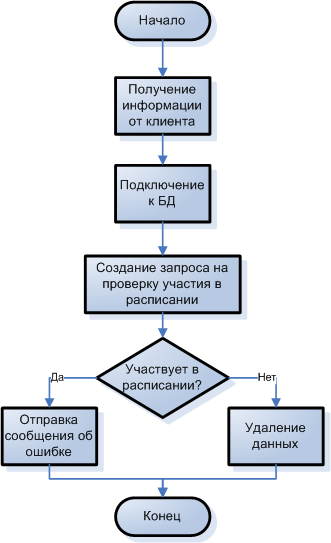 Начало
Получение
информации
от клиента
Подключение
к БД
Создание запроса на
проверку участия в
расписании
Участвует в
расписании?
Да
Нет
Отправка
сообщения об
ошибке
Удаление
данных
Конец